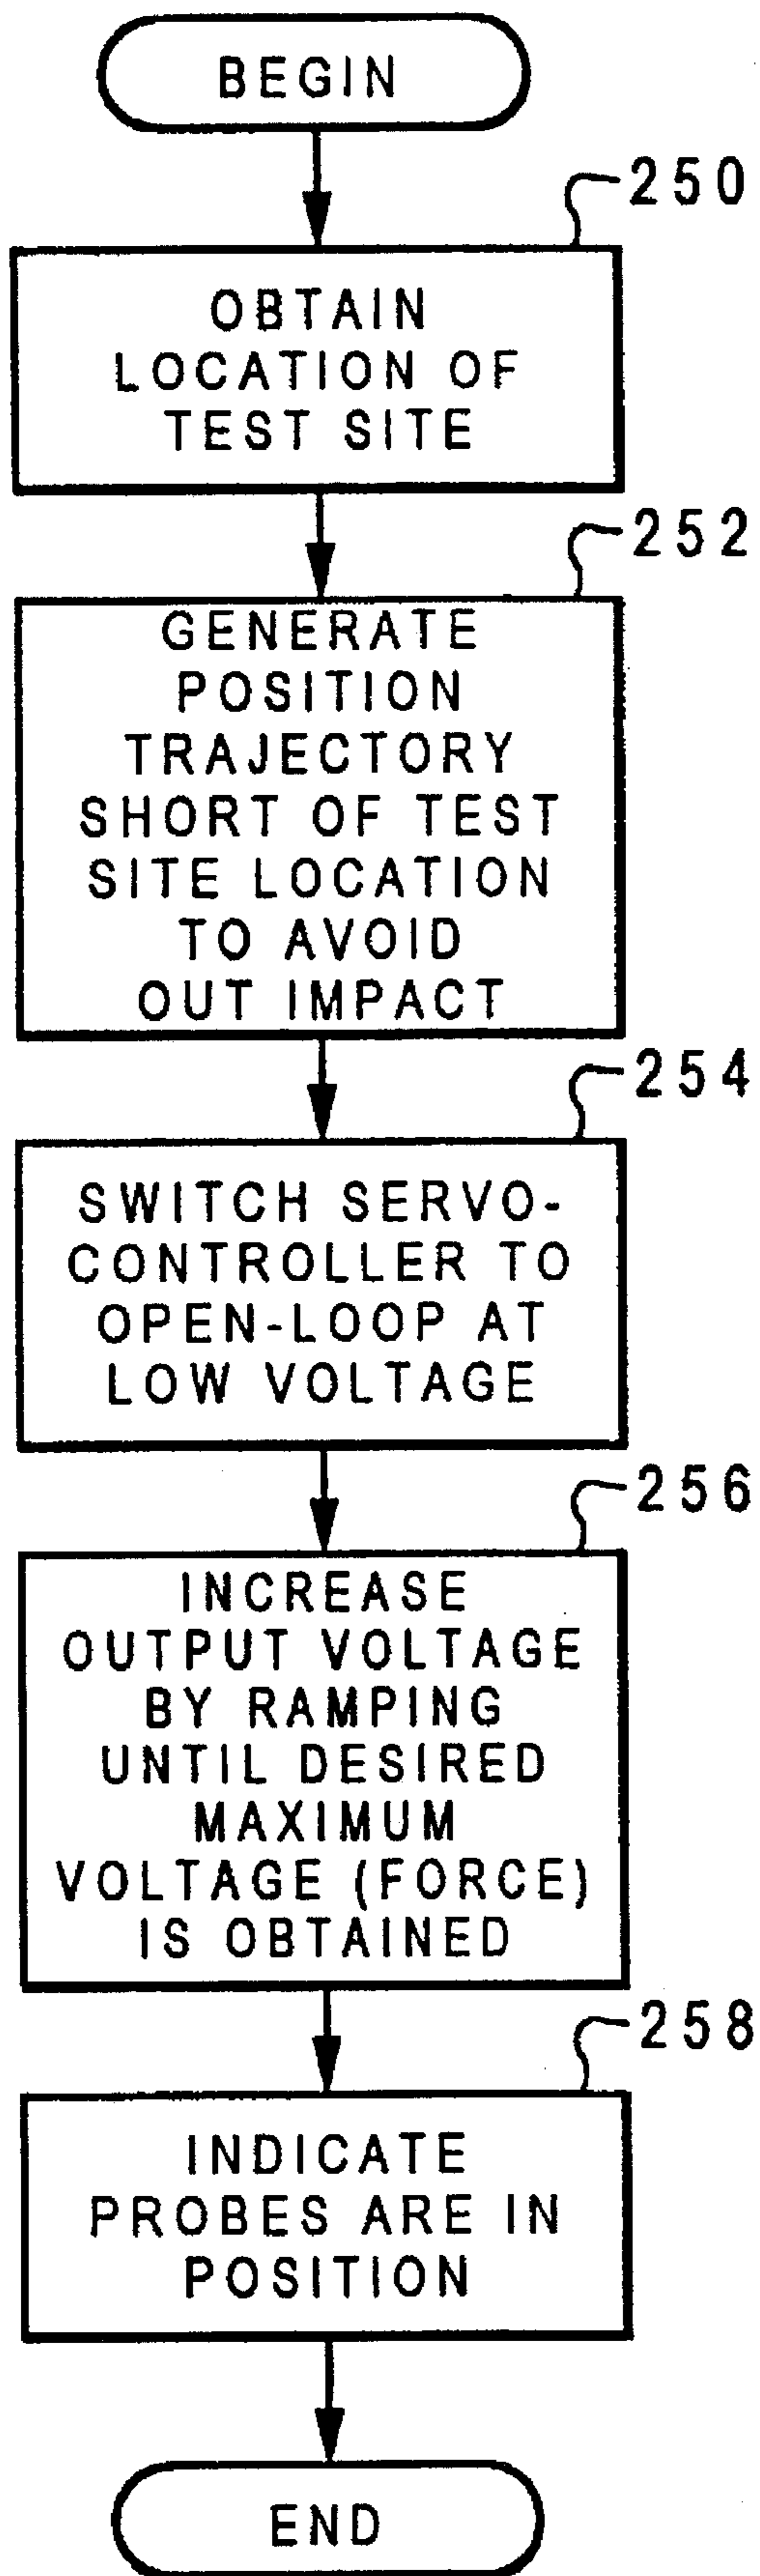 BEGIN
250
OBTAIN
LOCATION OF
TEST SITE
252
GENERATE
POSITION
TRAJECTORY
SHORT OF TEST
SITE LOCATION
TO AVOID
OUT IMPACT
254
SWITCH SERVO-
CONTROLLER TO
OPEN-LOOP AT
LOW VOLTAGE
256
INCREASE
OUTPUT VOLTAGE
BY RAMPING
UNTIL DESIRED
MAXIMUM
VOLTAGE (FORCE)
IS OBTAINED
258
INDICATE
PROBES ARE IN
POSITION
END